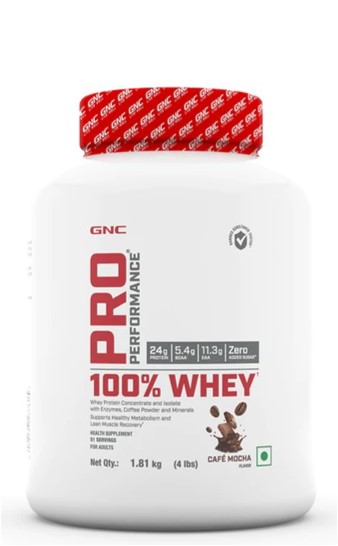 GNC
PRO
PERFORMANCE
24g PROTEIN | 5.4g BCAA | 11.3g EAA | Zero ADDED SUGAR*
100% WHEY
Whey Protein Concentrate and Isolate
with Enzymes, Coffee Powder and Minerals
Supports Healthy Metabolism and
Lean Muscle Recovery
HEALTH SUPPLEMENT
51 SERVINGS
FOR ADULTS
Net Qty.: 1.81 kg (4 lbs)
CAFÉ MOCHA
FLAVOR